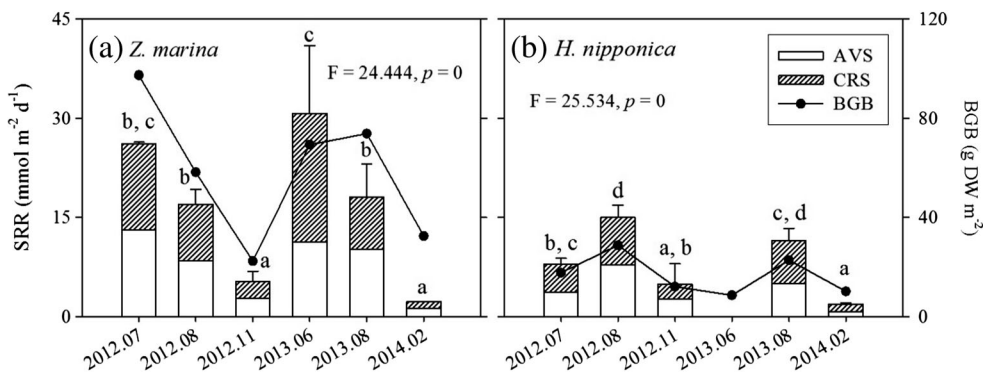 (a) Z. marina
F = 24.444, p = 0
SRR (mmol m⁻² d⁻¹)
45
30
15
0
b, c
b
a
c
b
a
2012.07
2012.08
2012.11
2013.06
2013.08
2014.02
(b) H. nipponica
F = 25.534, p = 0
AVS
CRS
BGB
b, c
d
a, b
c, d
a
2012.07
2012.08
2012.11
2013.06
2013.08
2014.02
120
80
40
0
BGB (g DW m⁻²)